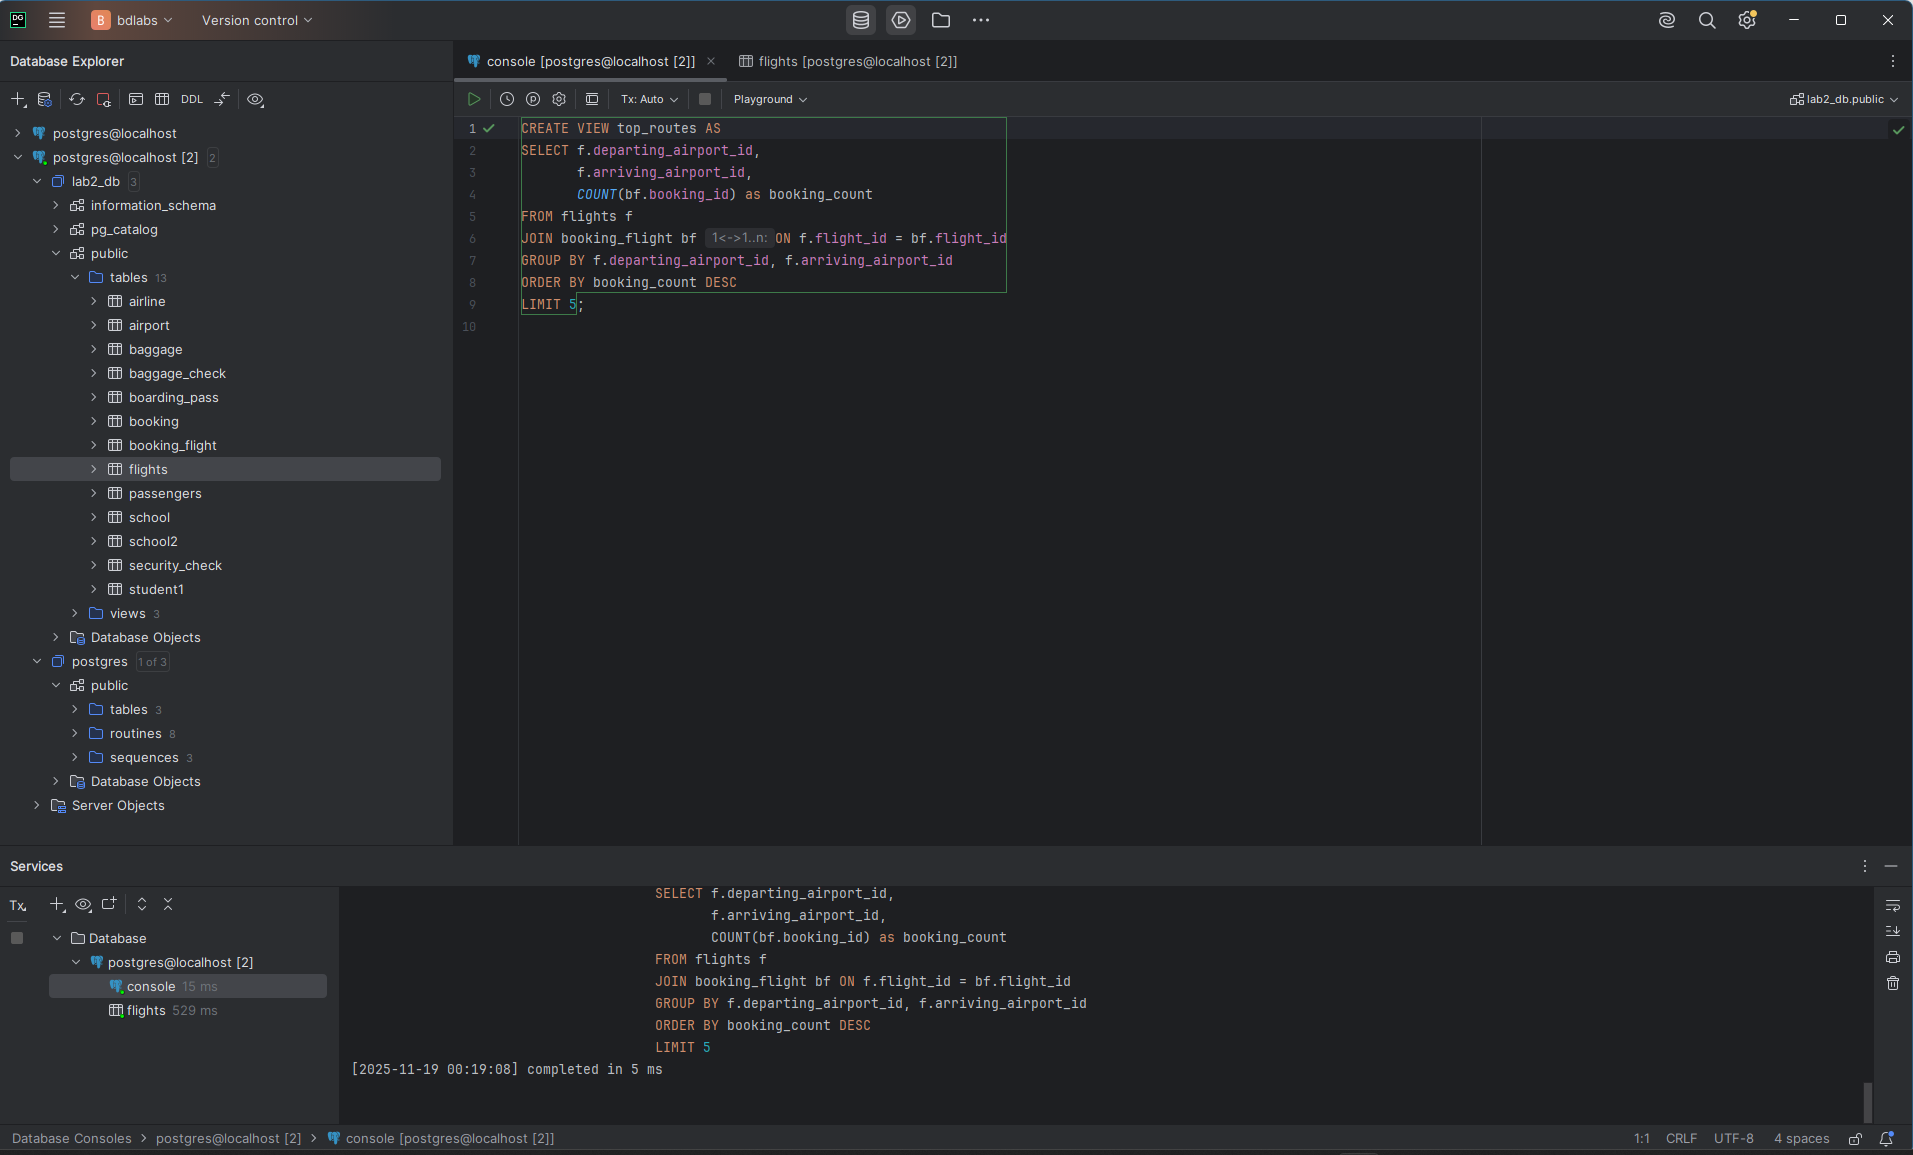 DG
B bdlabs Version control
Database Explorer
console [postgres@localhost [2]]
flights [postgres@localhost [2]]
DDL
Tx: Auto
Playground
lab2_db.public
postgres@localhost
postgres@localhost [2] 2
lab2_db 3
information_schema
pg_catalog
public
tables 13
airline
airport
baggage
baggage_check
boarding_pass
booking
booking_flight
flights
passengers
school
school2
security_check
student1
views 3
Database Objects
postgres 1 of 3
public
tables 3
routines 8
sequences 3
Database Objects
Server Objects
1 CREATE VIEW top_routes AS
2 SELECT f.departing_airport_id,
3 f.arriving_airport_id,
4 COUNT(bf.booking_id) as booking_count
5 FROM flights f
6 JOIN booking_flight bf 1<->1..n: ON f.flight_id = bf.flight_id
7 GROUP BY f.departing_airport_id, f.arriving_airport_id
8 ORDER BY booking_count DESC
9 LIMIT 5;
10
Services
Tx
Database
postgres@localhost [2]
console 15 ms
flights 529 ms
SELECT f.departing_airport_id,
f.arriving_airport_id,
COUNT(bf.booking_id) as booking_count
FROM flights f
JOIN booking_flight bf ON f.flight_id = bf.flight_id
GROUP BY f.departing_airport_id, f.arriving_airport_id
ORDER BY booking_count DESC
LIMIT 5
[2025-11-19 00:19:08] completed in 5 ms
Database Consoles > postgres@localhost [2] > console [postgres@localhost [2]]
1:1 CRLF UTF-8 4 spaces